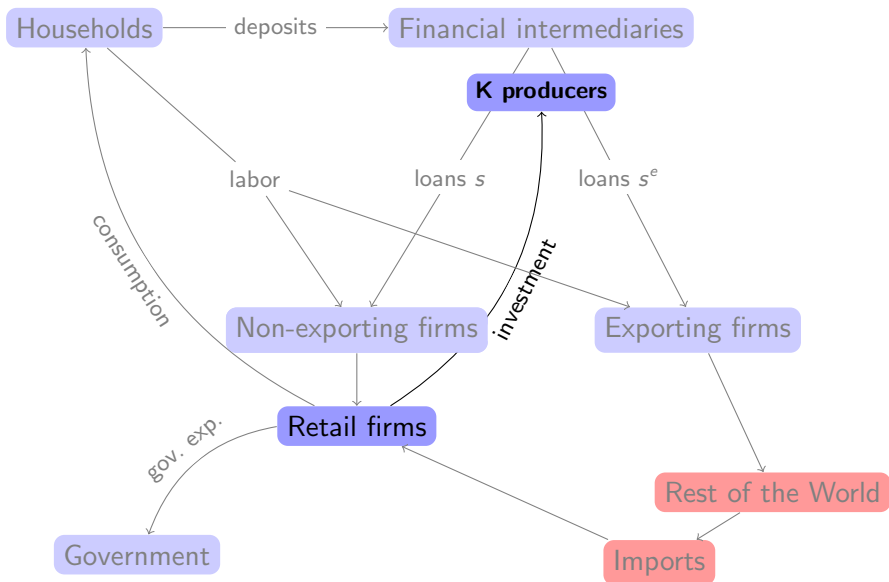 Households
deposits
Financial intermediaries
K producers
labor
loans s
loans sᵉ
consumption
investment
Non-exporting firms
Exporting firms
Retail firms
gov. exp.
Rest of the World
Government
Imports